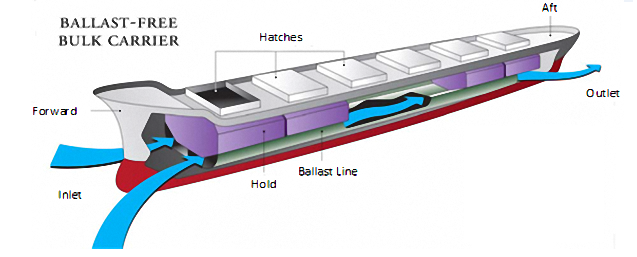 BALLAST-FREE
BULK CARRIER
Aft
Hatches
Outlet
Forward
Ballast Line
Hold
Inlet